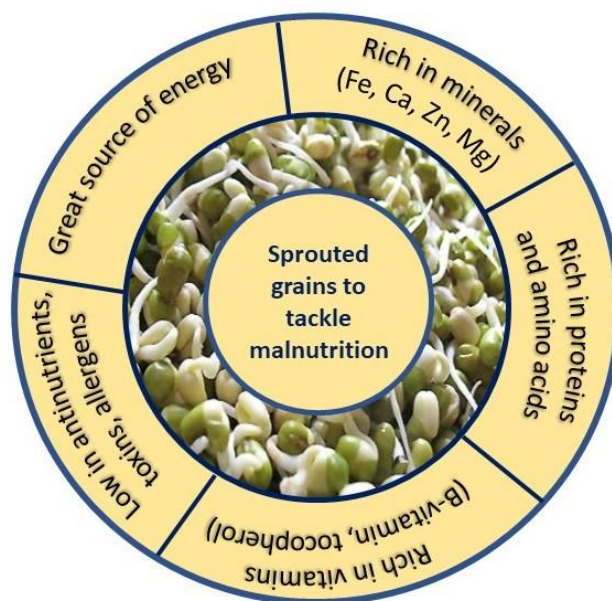 Sprouted
grains to
tackle
malnutrition
Great source of energy
Rich in minerals
(Fe, Ca, Zn, Mg)
Rich in proteins
and amino acids
Rich in vitamins
(B-vitamin, tocopherol)
Low in antinutrients,
toxins, allergens